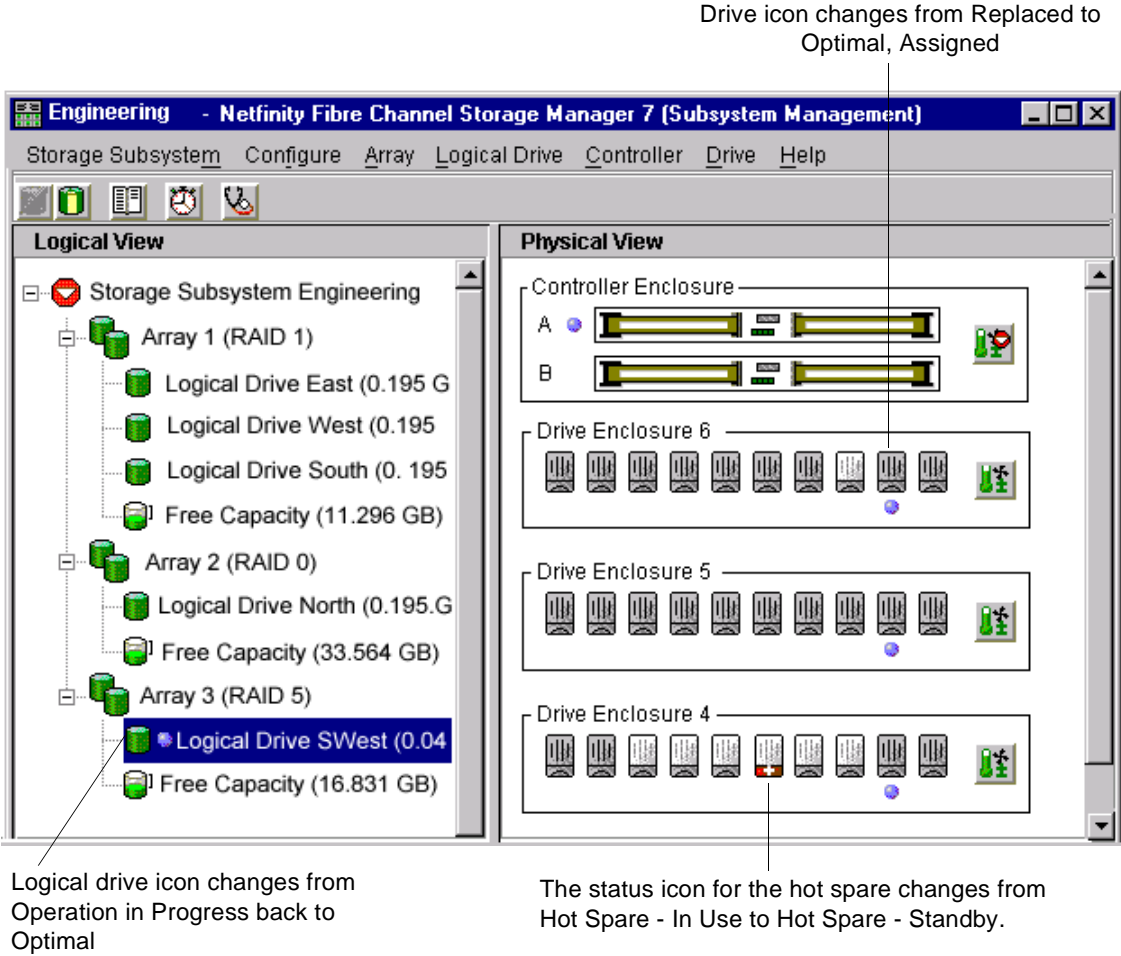 Drive icon changes from Replaced to
Optimal, Assigned
Engineering - Netfinity Fibre Channel Storage Manager 7 (Subsystem Management)
Storage Subsystem Configure Array Logical Drive Controller Drive Help
Logical View
Storage Subsystem Engineering
Array 1 (RAID 1)
Logical Drive East (0.195 G
Logical Drive West (0.195
Logical Drive South (0. 195
Free Capacity (11.296 GB)
Array 2 (RAID 0)
Logical Drive North (0.195.G
Free Capacity (33.564 GB)
Array 3 (RAID 5)
Logical Drive SWest (0.04
Free Capacity (16.831 GB)
Physical View
Controller Enclosure
A
B
Drive Enclosure 6
Drive Enclosure 5
Drive Enclosure 4
Logical drive icon changes from
Operation in Progress back to
Optimal
The status icon for the hot spare changes from
Hot Spare - In Use to Hot Spare - Standby.